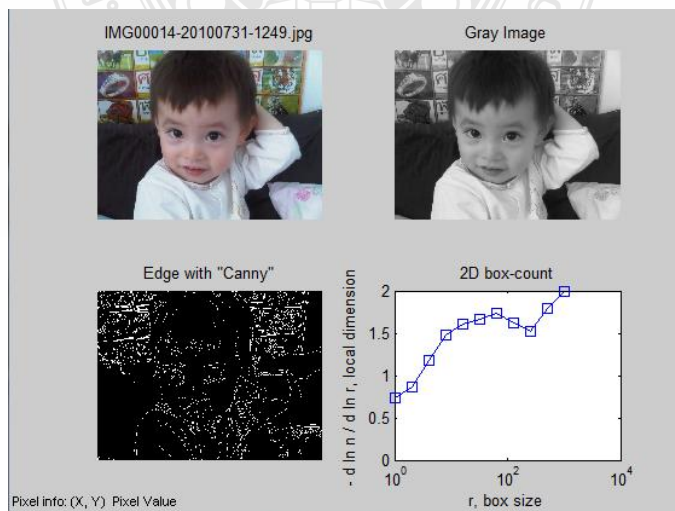 IMG00014-20100731-1249.jpg
Gray Image
Edge with "Canny"
2D box-count
- d ln n / d ln r, local dimension
2
1.5
1
0.5
0
10^0
10^2
10^4
r, box size
Pixel info: (X, Y) Pixel Value